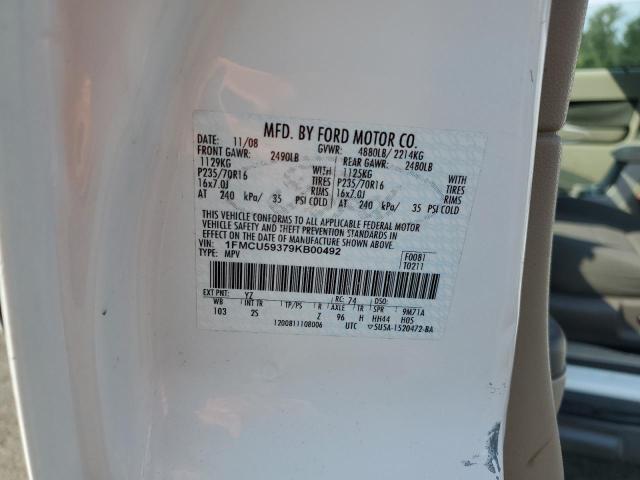 MFD. BY FORD MOTOR CO.
DATE: 11/08 GVWR: 4880LB/ 2214KG
FRONT GAWR: 2490LB REAR GAWR: 2480LB
1129KG WITH 1125KG WITH
P235/70R16 TIRES P235/70R16 TIRES
16x7.0J RIMS 16x7.0J RIMS
AT 240 kPa/ 35 PSI COLD AT 240 kPa/ 35 PSI COLD
THIS VEHICLE CONFORMS TO ALL APPLICABLE FEDERAL MOTOR
VEHICLE SAFETY AND THEFT PREVENTION STANDARDS IN
EFFECT ON THE DATE OF MANUFACTURE SHOWN ABOVE.
VIN: 1FMCU59379KB00492 F0081
TYPE: MPV T0211
EXT PNT: YZ RC: 74 DSO:
WB INT TR TP/PS R AXLE TR SPR 9M71A
103 2S Z 96 H HH44 H05
1200811108006 UTC ▽5U5A-1520472-BA